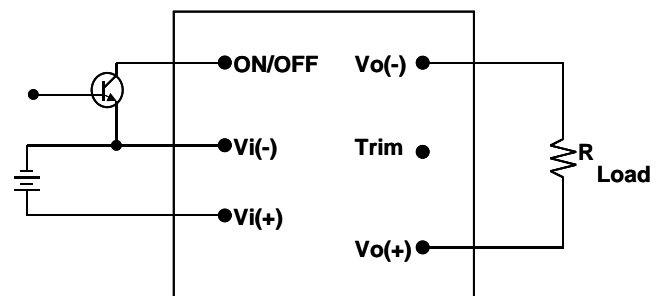 ON/OFF
Vo(-)
Vi(-)
Trim
R
Load
Vi(+)
Vo(+)